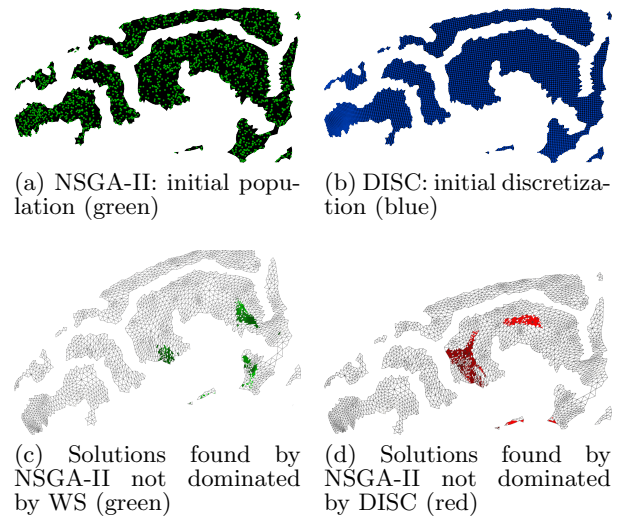 (a) NSGA-II: initial popu-
lation (green)
(b) DISC: initial discretiza-
tion (blue)
(c) Solutions found by
NSGA-II not dominated
by WS (green)
(d) Solutions found by
NSGA-II not dominated
by DISC (red)